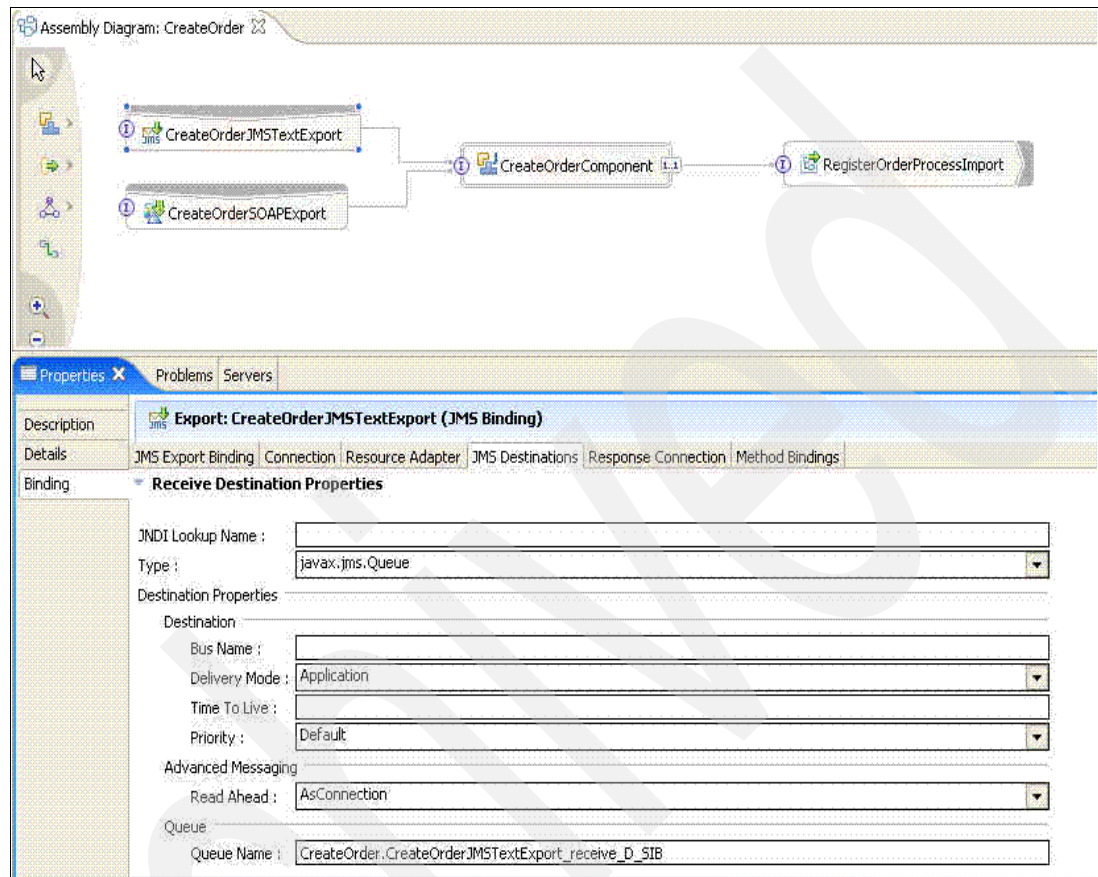 Assembly Diagram: CreateOrder
I JMS CreateOrderJMSTextExport
I CreateOrderComponent 1..1
I RegisterOrderProcessImport
I CreateOrderSOAPExport
Properties Problems Servers
Description
Details
Binding
JMS Export: CreateOrderJMSTextExport (JMS Binding)
JMS Export Binding Connection Resource Adapter JMS Destinations Response Connection Method Bindings
Receive Destination Properties
JNDI Lookup Name :
Type : javax.jms.Queue
Destination Properties
Destination
Bus Name :
Delivery Mode : Application
Time To Live :
Priority : Default
Advanced Messaging
Read Ahead : AsConnection
Queue
Queue Name : CreateOrder.CreateOrderJMSTextExport_receive_D_SIB